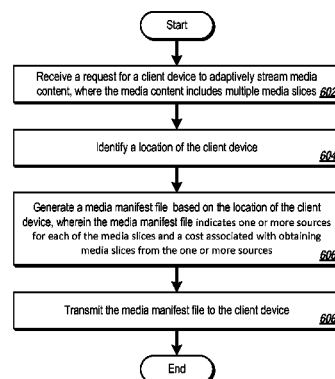 Start
Receive a request for a client device to adaptively stream media
content, where the media content includes multiple media slices
602
Identify a location of the client device
604
Generate a media manifest file based on the location of the client
device, wherein the media manifest file indicates one or more sources
for each of the media slices and a cost associated with obtaining
media slices from the one or more sources
606
Transmit the media manifest file to the client device
608
End